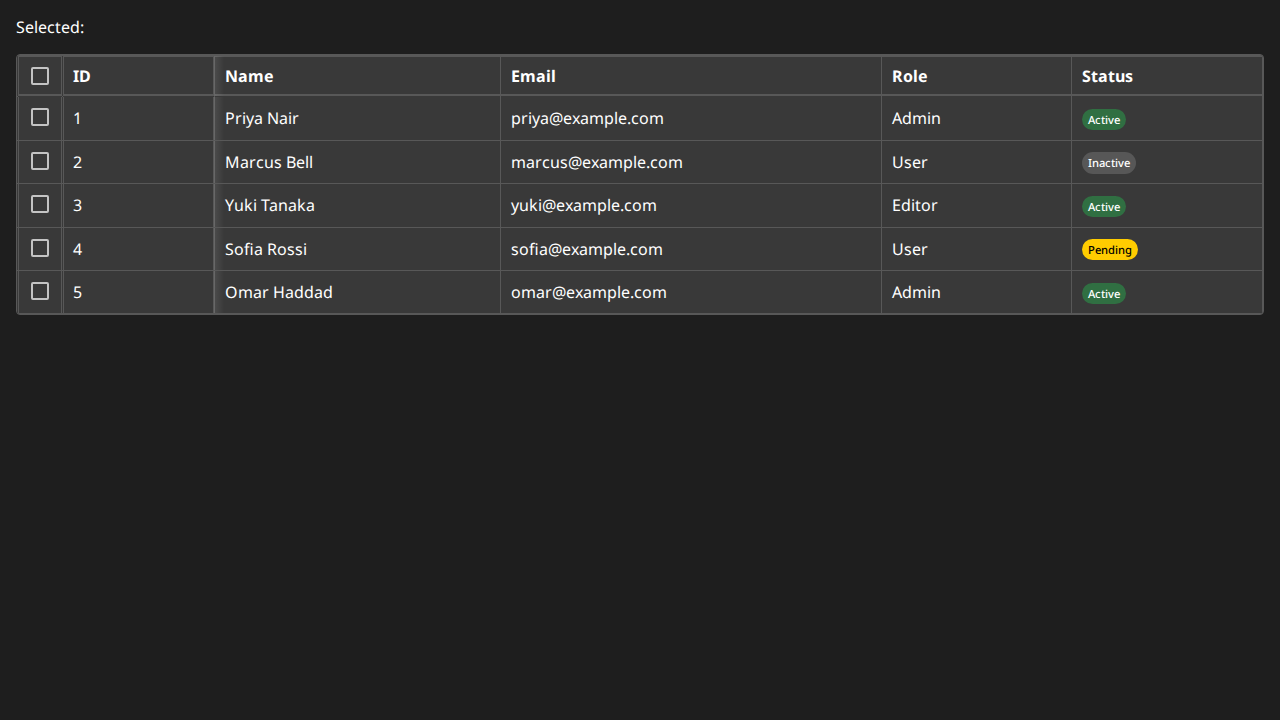 Selected:
ID Name Email Role Status
1 Priya Nair priya@example.com Admin Active
2 Marcus Bell marcus@example.com User Inactive
3 Yuki Tanaka yuki@example.com Editor Active
4 Sofia Rossi sofia@example.com User Pending
5 Omar Haddad omar@example.com Admin Active